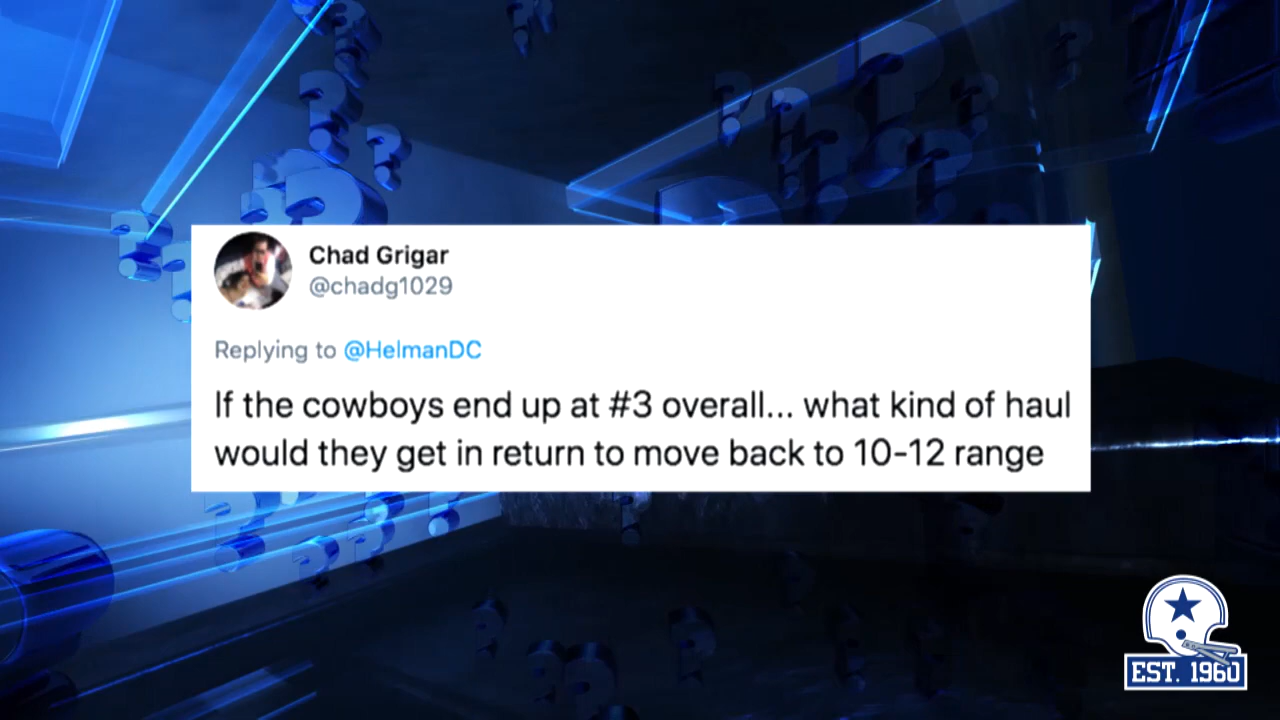 Chad Grigar
@chadg1029
Replying to @HelmanDC
If the cowboys end up at #3 overall... what kind of haul
would they get in return to move back to 10-12 range
EST. 1960